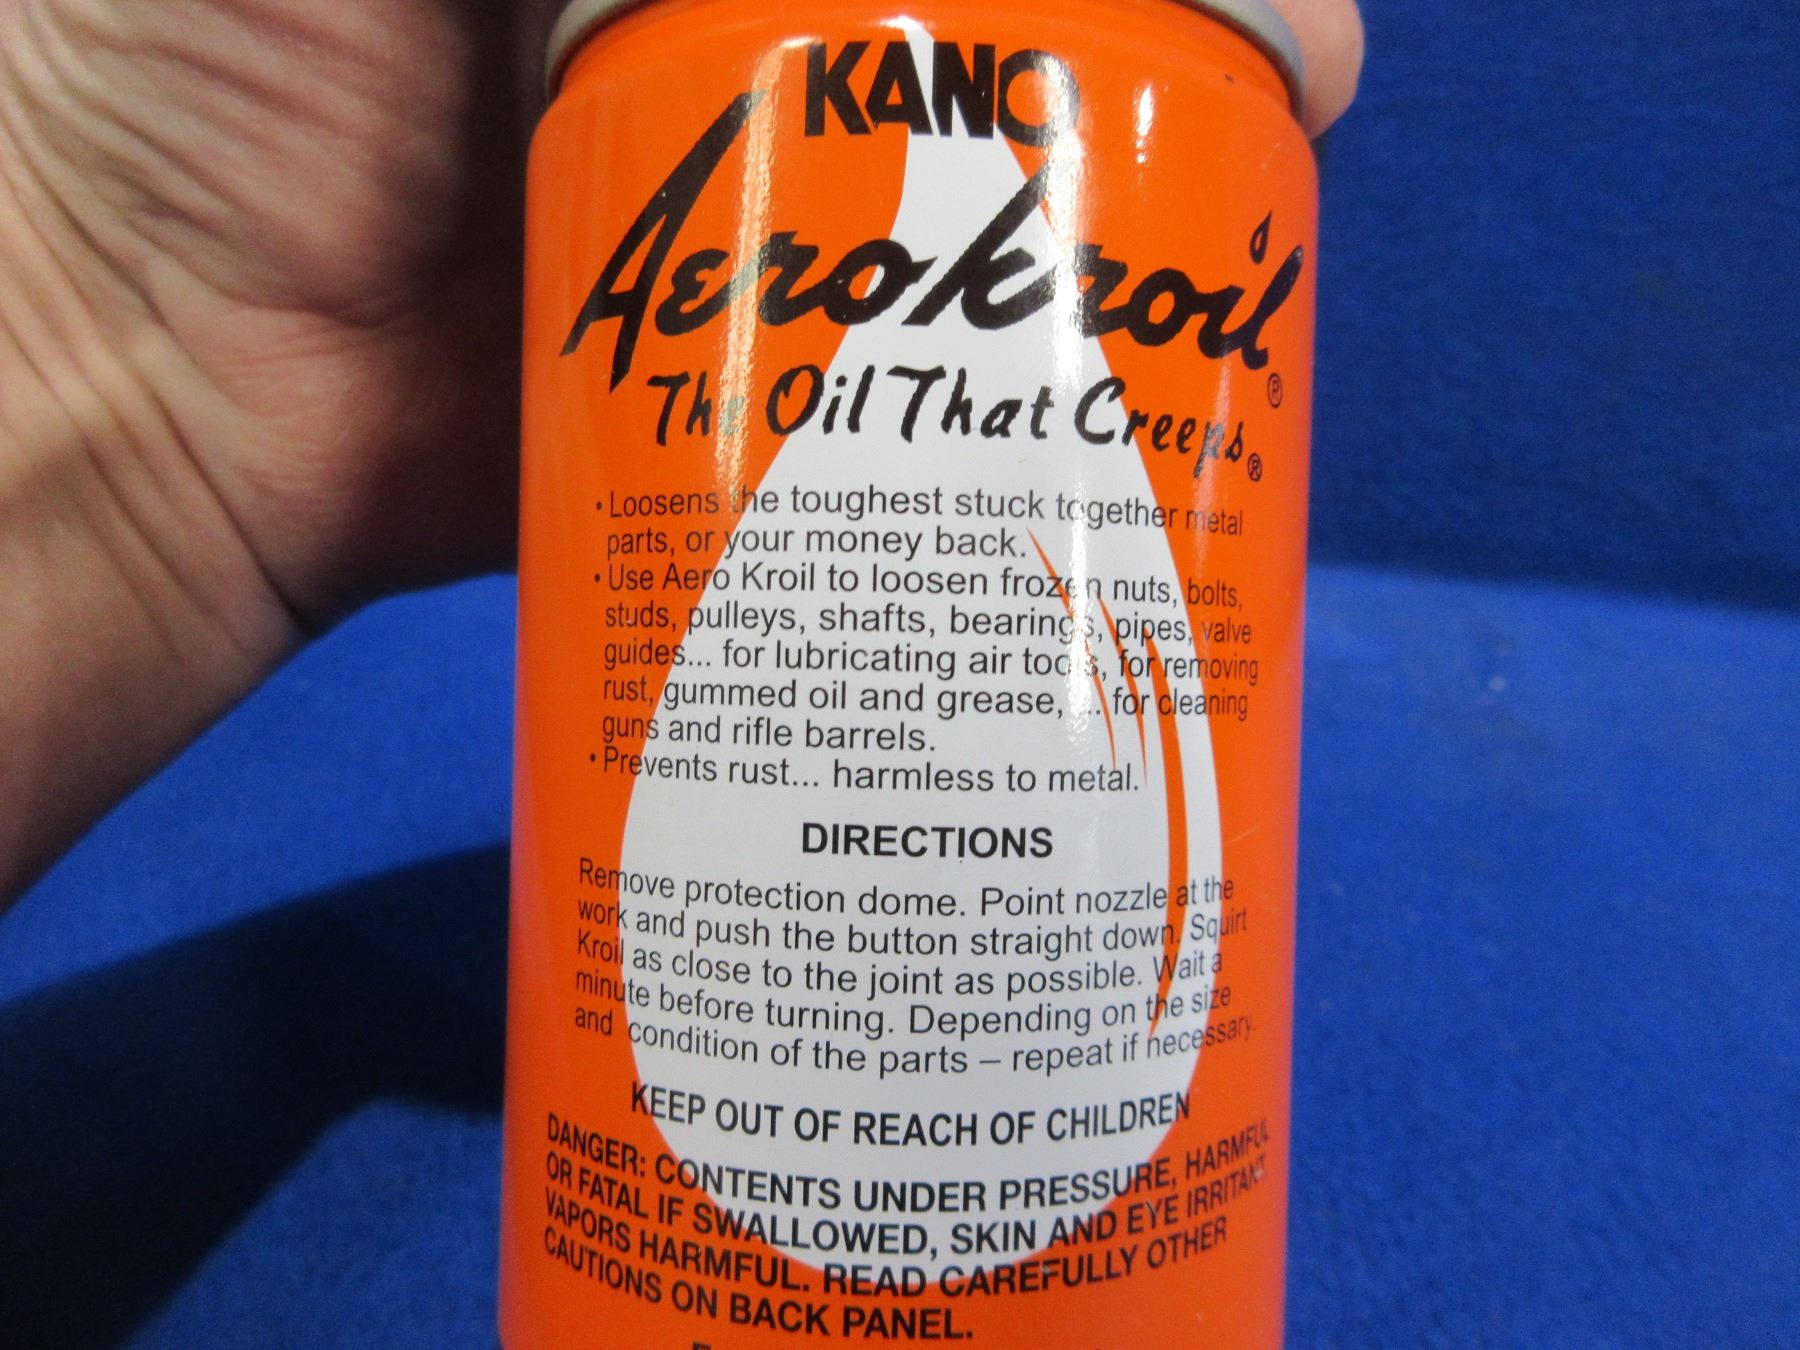 KANO
Aerokroil®
The Oil That Creeps®
• Loosens the toughest stuck together metal
parts, or your money back.
• Use Aero Kroil to loosen frozen nuts, bolts,
studs, pulleys, shafts, bearings, pipes, valve
guides... for lubricating air tools, for removing
rust, gummed oil and grease, ... for cleaning
guns and rifle barrels.
• Prevents rust... harmless to metal.
DIRECTIONS
Remove protection dome. Point nozzle at the
work and push the button straight down. Squirt
Kroil as close to the joint as possible. Wait a
minute before turning. Depending on the size
and condition of the parts – repeat if necessary.
KEEP OUT OF REACH OF CHILDREN
DANGER: CONTENTS UNDER PRESSURE, HARMFUL
OR FATAL IF SWALLOWED, SKIN AND EYE IRRITANT.
VAPORS HARMFUL. READ CAREFULLY OTHER
CAUTIONS ON BACK PANEL.